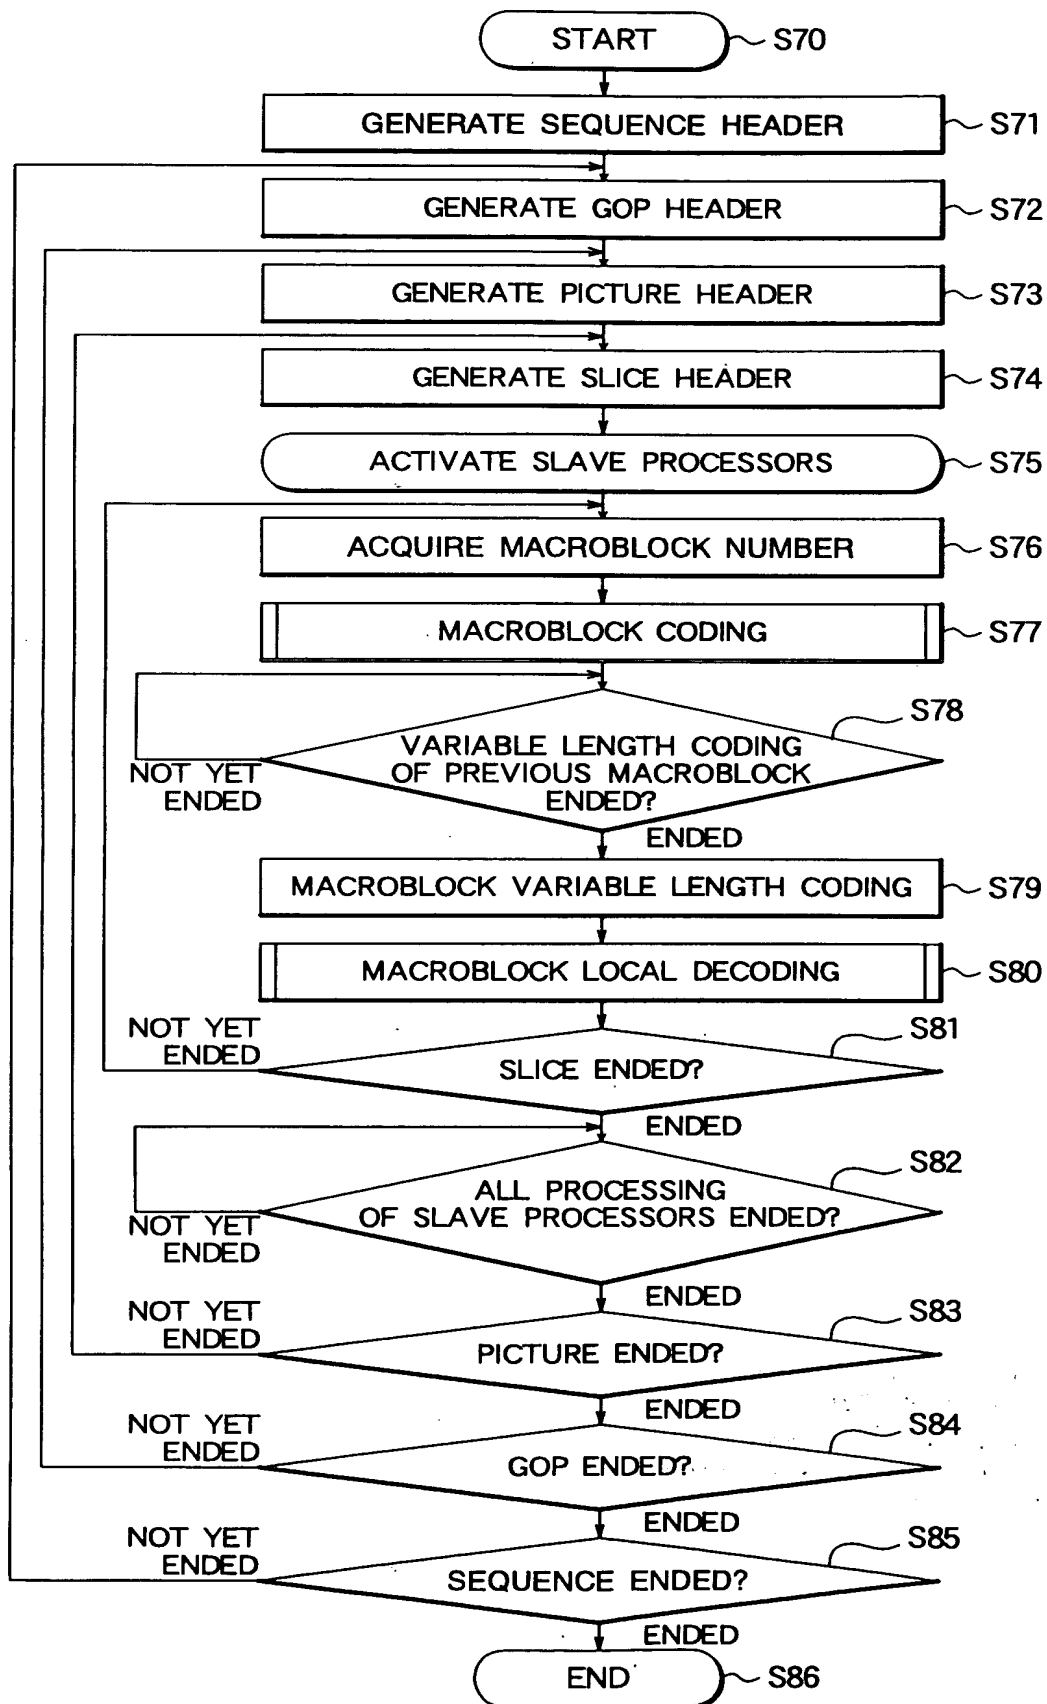 START
S70
GENERATE SEQUENCE HEADER
S71
GENERATE GOP HEADER
S72
GENERATE PICTURE HEADER
S73
GENERATE SLICE HEADER
S74
ACTIVATE SLAVE PROCESSORS
S75
ACQUIRE MACROBLOCK NUMBER
S76
MACROBLOCK CODING
S77
S78
VARIABLE LENGTH CODING
OF PREVIOUS MACROBLOCK
ENDED?
NOT YET
ENDED
ENDED
MACROBLOCK VARIABLE LENGTH CODING
S79
MACROBLOCK LOCAL DECODING
S80
NOT YET
ENDED
S81
SLICE ENDED?
ENDED
S82
ALL PROCESSING
OF SLAVE PROCESSORS ENDED?
NOT YET
ENDED
ENDED
NOT YET
ENDED
S83
PICTURE ENDED?
ENDED
NOT YET
ENDED
S84
GOP ENDED?
ENDED
NOT YET
ENDED
S85
SEQUENCE ENDED?
ENDED
END
S86